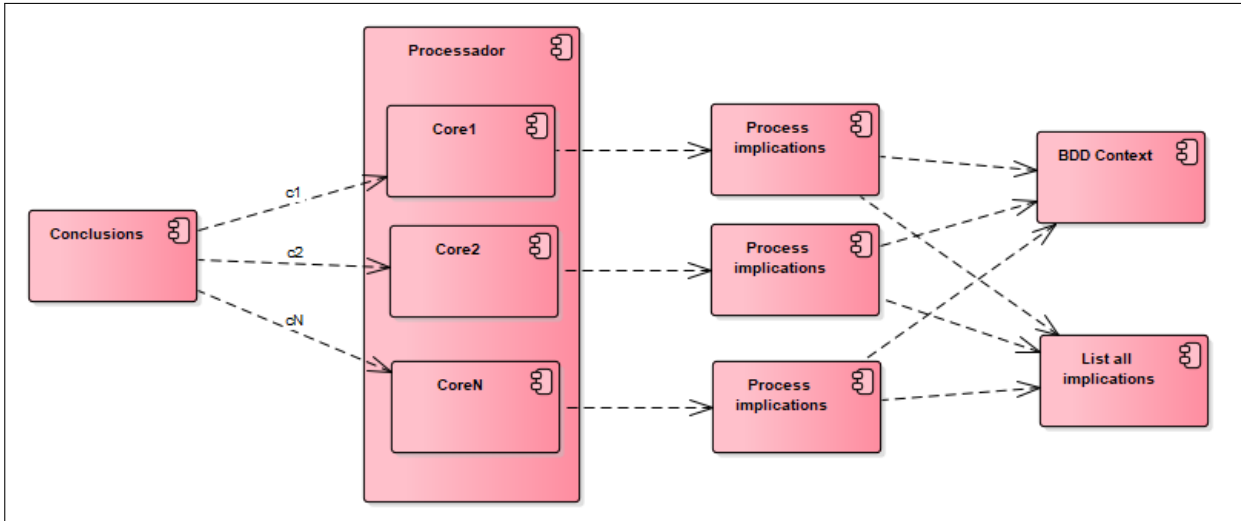 Processador
Core1
Process
implications
BDD Context
c1
Conclusions
c2
Core2
Process
implications
cN
List all
implications
CoreN
Process
implications